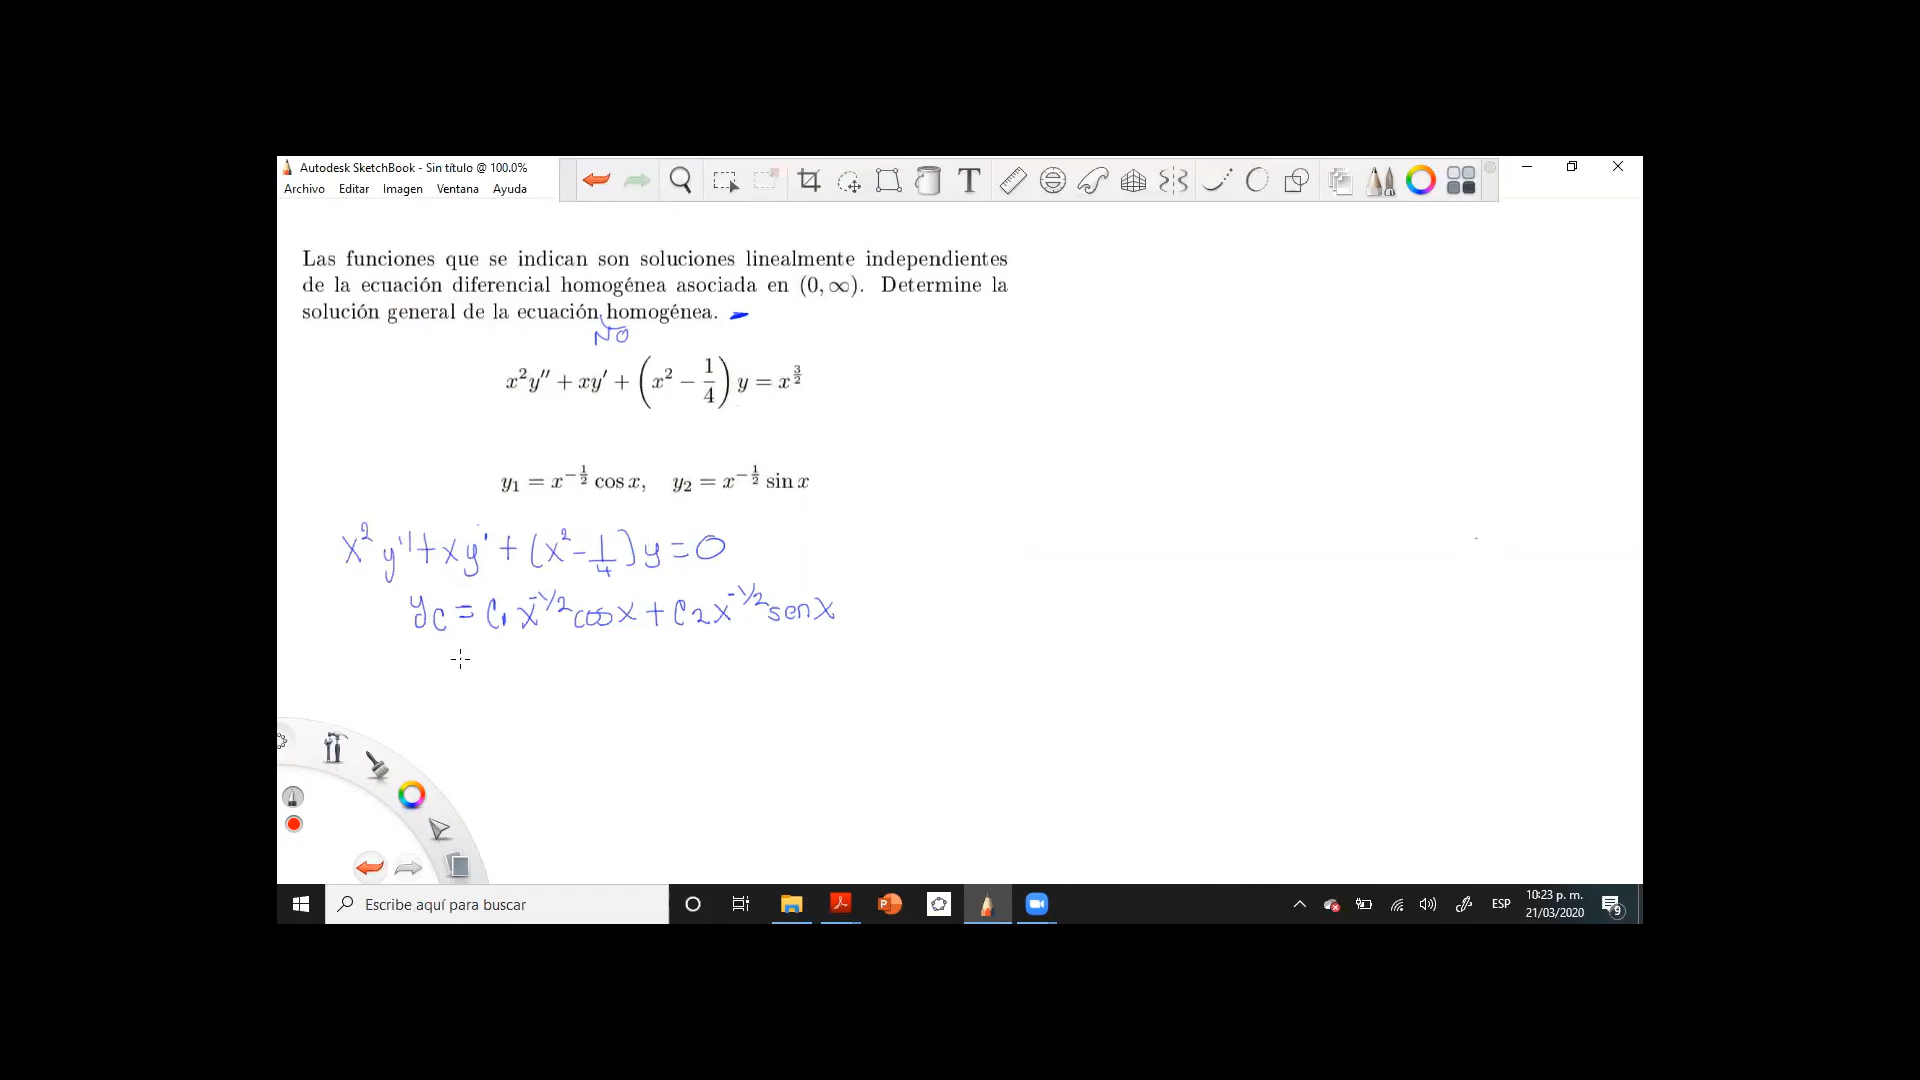 Autodesk SketchBook - Sin título @ 100.0%
Archivo Editar Imagen Ventana Ayuda
T
Las funciones que se indican son soluciones linealmente independientes
de la ecuación diferencial homogénea asociada en (0, ∞). Determine la
solución general de la ecuación homogénea.
NO
x²y'' + xy' + (x² − 1/4) y = x^(3/2)
y₁ = x^(−1/2) cos x, y₂ = x^(−1/2) sin x
x² y'' + xy' + (x² − 1/4) y = 0
yc = C₁ x^(-1/2) cos x + C₂ x^(-1/2) sen x
Escribe aquí para buscar
ESP
10:23 p. m.
21/03/2020
9